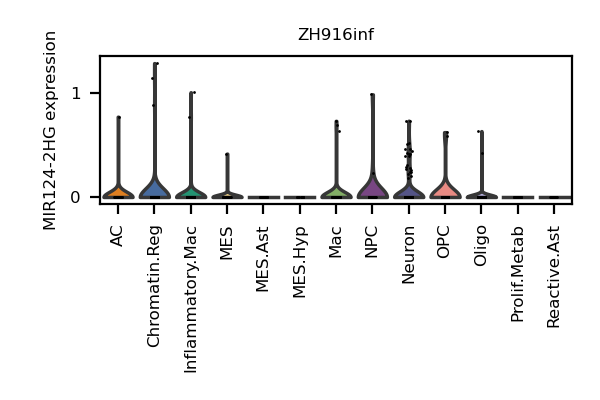 ZH916inf
MIR124-2HG expression
1
0
AC
Chromatin.Reg
Inflammatory.Mac
MES
MES.Ast
MES.Hyp
Mac
NPC
Neuron
OPC
Oligo
Prolif.Metab
Reactive.Ast